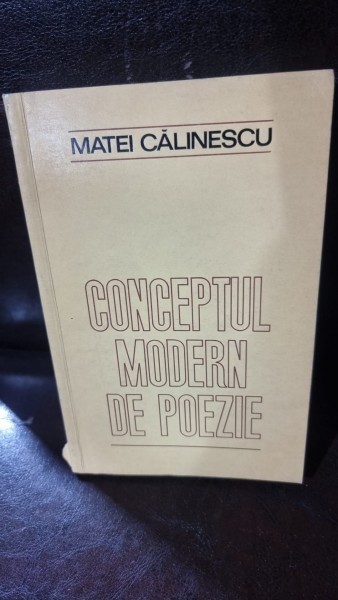 MATEI CĂLINESCU
CONCEPTUL
MODERN
DE POEZIE